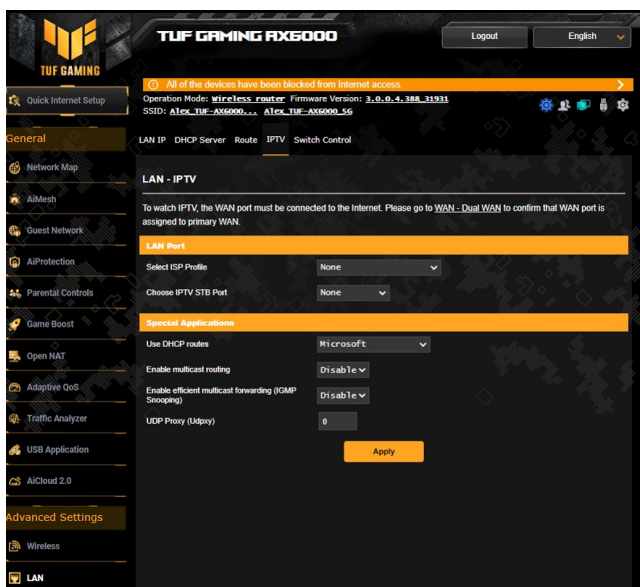 TUF GAMING AX6000
Logout
English
TUF GAMING
All of the devices have been blocked from Internet access.
Quick Internet Setup
Operation Mode: Wireless router Firmware Version: 3.0.0.4.388_31931
SSID: Alex_TUF-AX6000... Alex_TUF-AX6000_5G
General
LAN IP DHCP Server Route IPTV Switch Control
Network Map
AiMesh
Guest Network
AiProtection
Parental Controls
Game Boost
Open NAT
Adaptive QoS
Traffic Analyzer
USB Application
AiCloud 2.0
Advanced Settings
Wireless
LAN
LAN - IPTV
To watch IPTV, the WAN port must be connected to the Internet. Please go to WAN - Dual WAN to confirm that WAN port is
assigned to primary WAN.
LAN Port
Select ISP Profile None
Choose IPTV STB Port None
Special Applications
Use DHCP routes Microsoft
Enable multicast routing Disable
Enable efficient multicast forwarding (IGMP
Snooping) Disable
UDP Proxy (Udpxy) 0
Apply